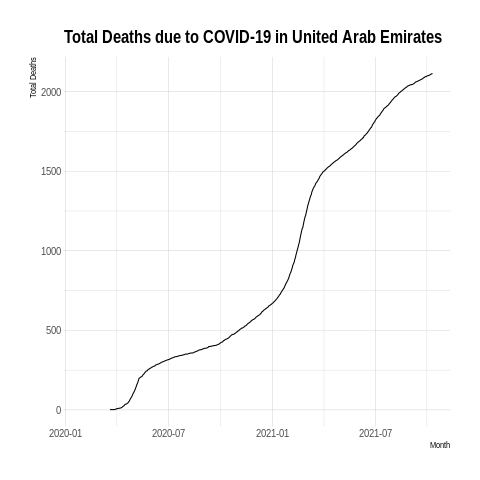 Total Deaths due to COVID-19 in United Arab Emirates
Total Deaths
2000
1500
1000
500
0
2020-01 2020-07 2021-01 2021-07
Month